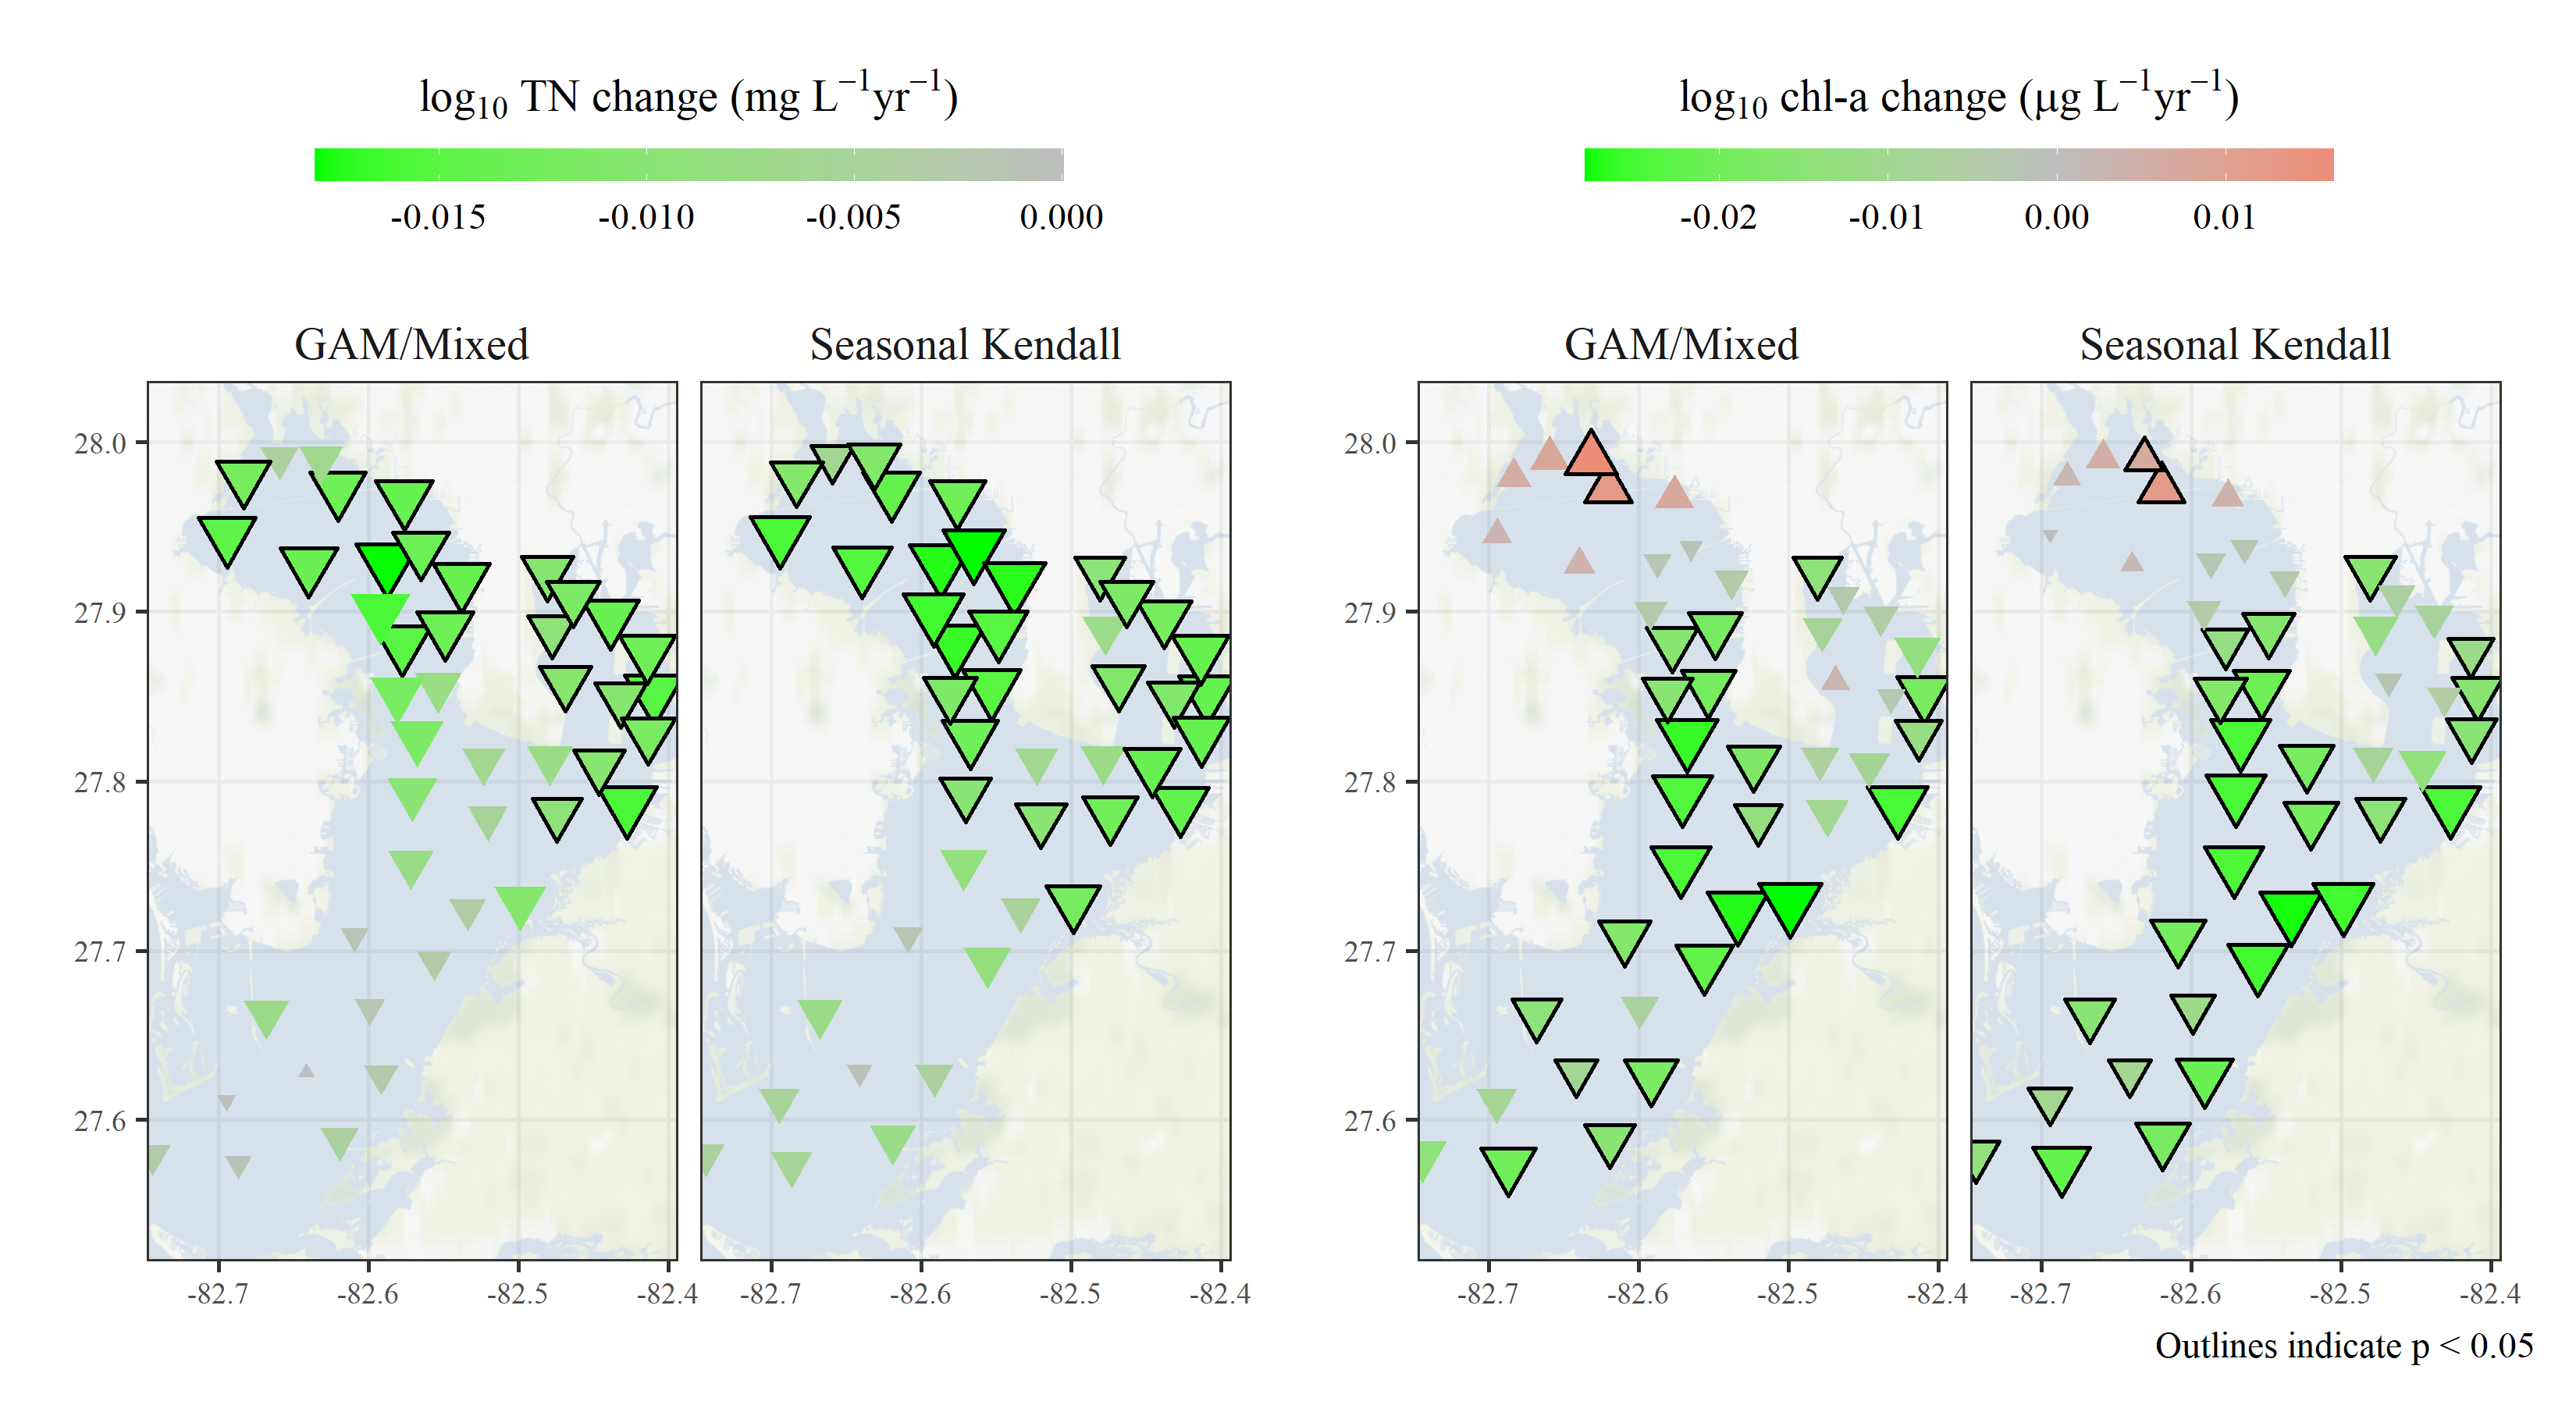 log₁₀ TN change (mg L⁻¹yr⁻¹)
-0.015 -0.010 -0.005 0.000
log₁₀ chl-a change (μg L⁻¹yr⁻¹)
-0.02 -0.01 0.00 0.01
GAM/Mixed Seasonal Kendall
28.0
27.9
27.8
27.7
27.6
-82.7 -82.6 -82.5 -82.4 -82.7 -82.6 -82.5 -82.4
GAM/Mixed Seasonal Kendall
28.0
27.9
27.8
27.7
27.6
-82.7 -82.6 -82.5 -82.4 -82.7 -82.6 -82.5 -82.4
Outlines indicate p < 0.05